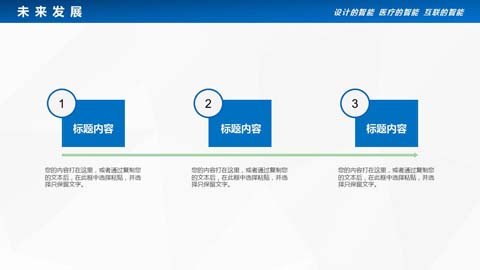 未来发展
设计的智能 医疗的智能 互联的智能
1
标题内容
2
标题内容
3
标题内容
您的内容打在这里，或者通过复制您
的文本后，在此框中选择粘贴，并选
择只保留文字。
您的内容打在这里，或者通过复制您
的文本后，在此框中选择粘贴，并选
择只保留文字。
您的内容打在这里，或者通过复制您
的文本后，在此框中选择粘贴，并选
择只保留文字。